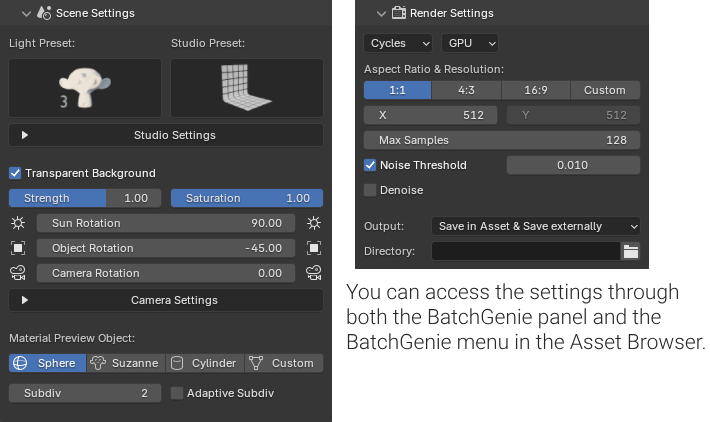 Scene Settings
Light Preset: Studio Preset:
3
Studio Settings
Transparent Background
Strength 1.00 Saturation 1.00
Sun Rotation 90.00
Object Rotation -45.00
Camera Rotation 0.00
Camera Settings
Material Preview Object:
Sphere Suzanne Cylinder Custom
Subdiv 2 Adaptive Subdiv
Render Settings
Cycles GPU
Aspect Ratio & Resolution:
1:1 4:3 16:9 Custom
X 512 Y 512
Max Samples 128
Noise Threshold 0.010
Denoise
Output: Save in Asset & Save externally
Directory:
You can access the settings through
both the BatchGenie panel and the
BatchGenie menu in the Asset Browser.